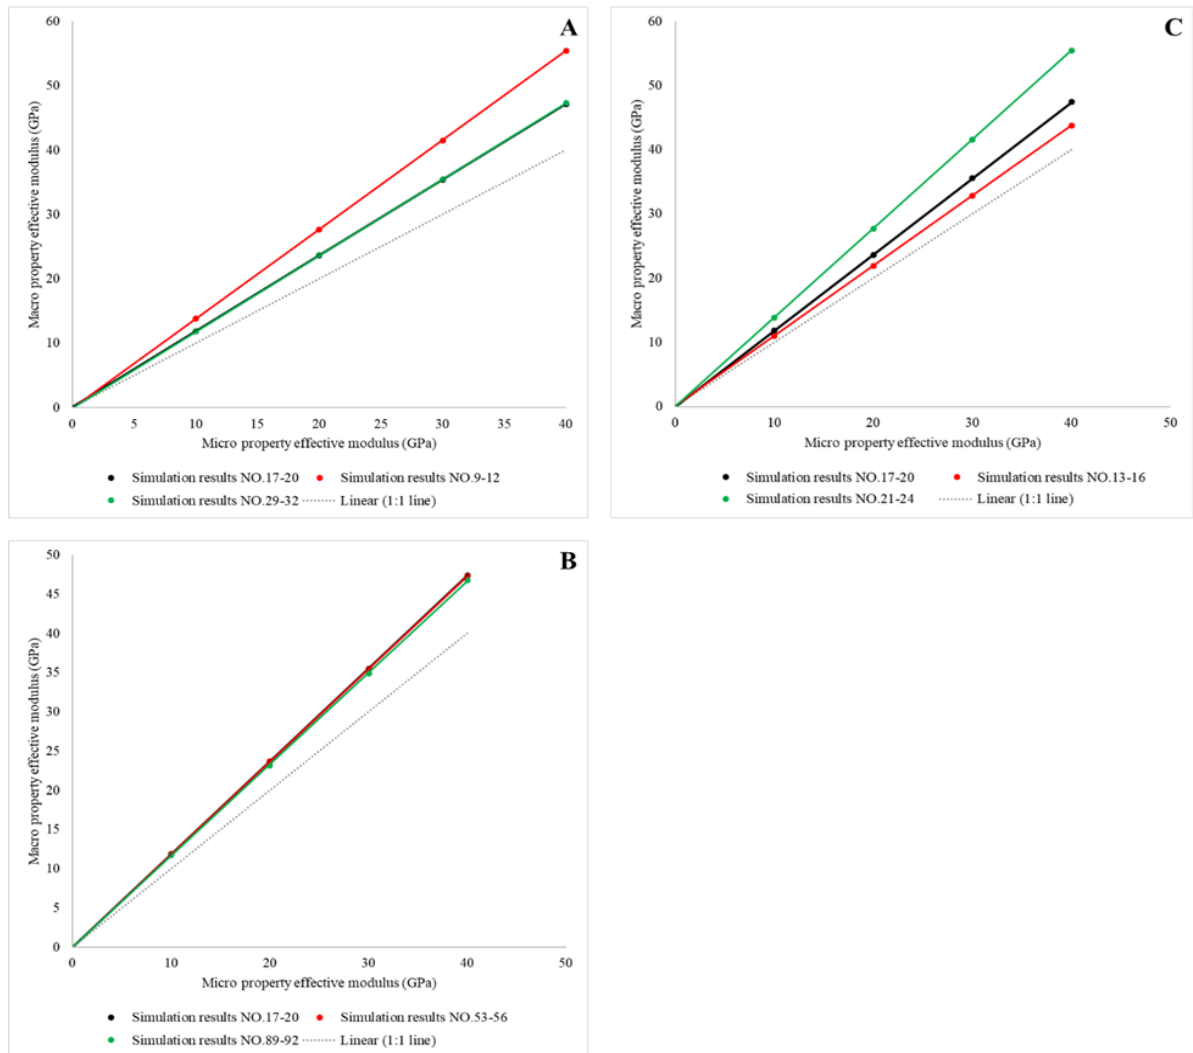 A
Macro property effective modulus (GPa)
60
50
40
30
20
10
0
0 5 10 15 20 25 30 35 40
Micro property effective modulus (GPa)
Simulation results NO.17-20 Simulation results NO.9-12
Simulation results NO.29-32 Linear (1:1 line)
C
Macro property effective modulus (GPa)
60
50
40
30
20
10
0
0 10 20 30 40 50
Micro property effective modulus (GPa)
Simulation results NO.17-20 Simulation results NO.13-16
Simulation results NO.21-24 Linear (1:1 line)
B
Macro property effective modulus (GPa)
50
45
40
35
30
25
20
15
10
5
0
0 10 20 30 40 50
Micro property effective modulus (GPa)
Simulation results NO.17-20 Simulation results NO.53-56
Simulation results NO.89-92 Linear (1:1 line)